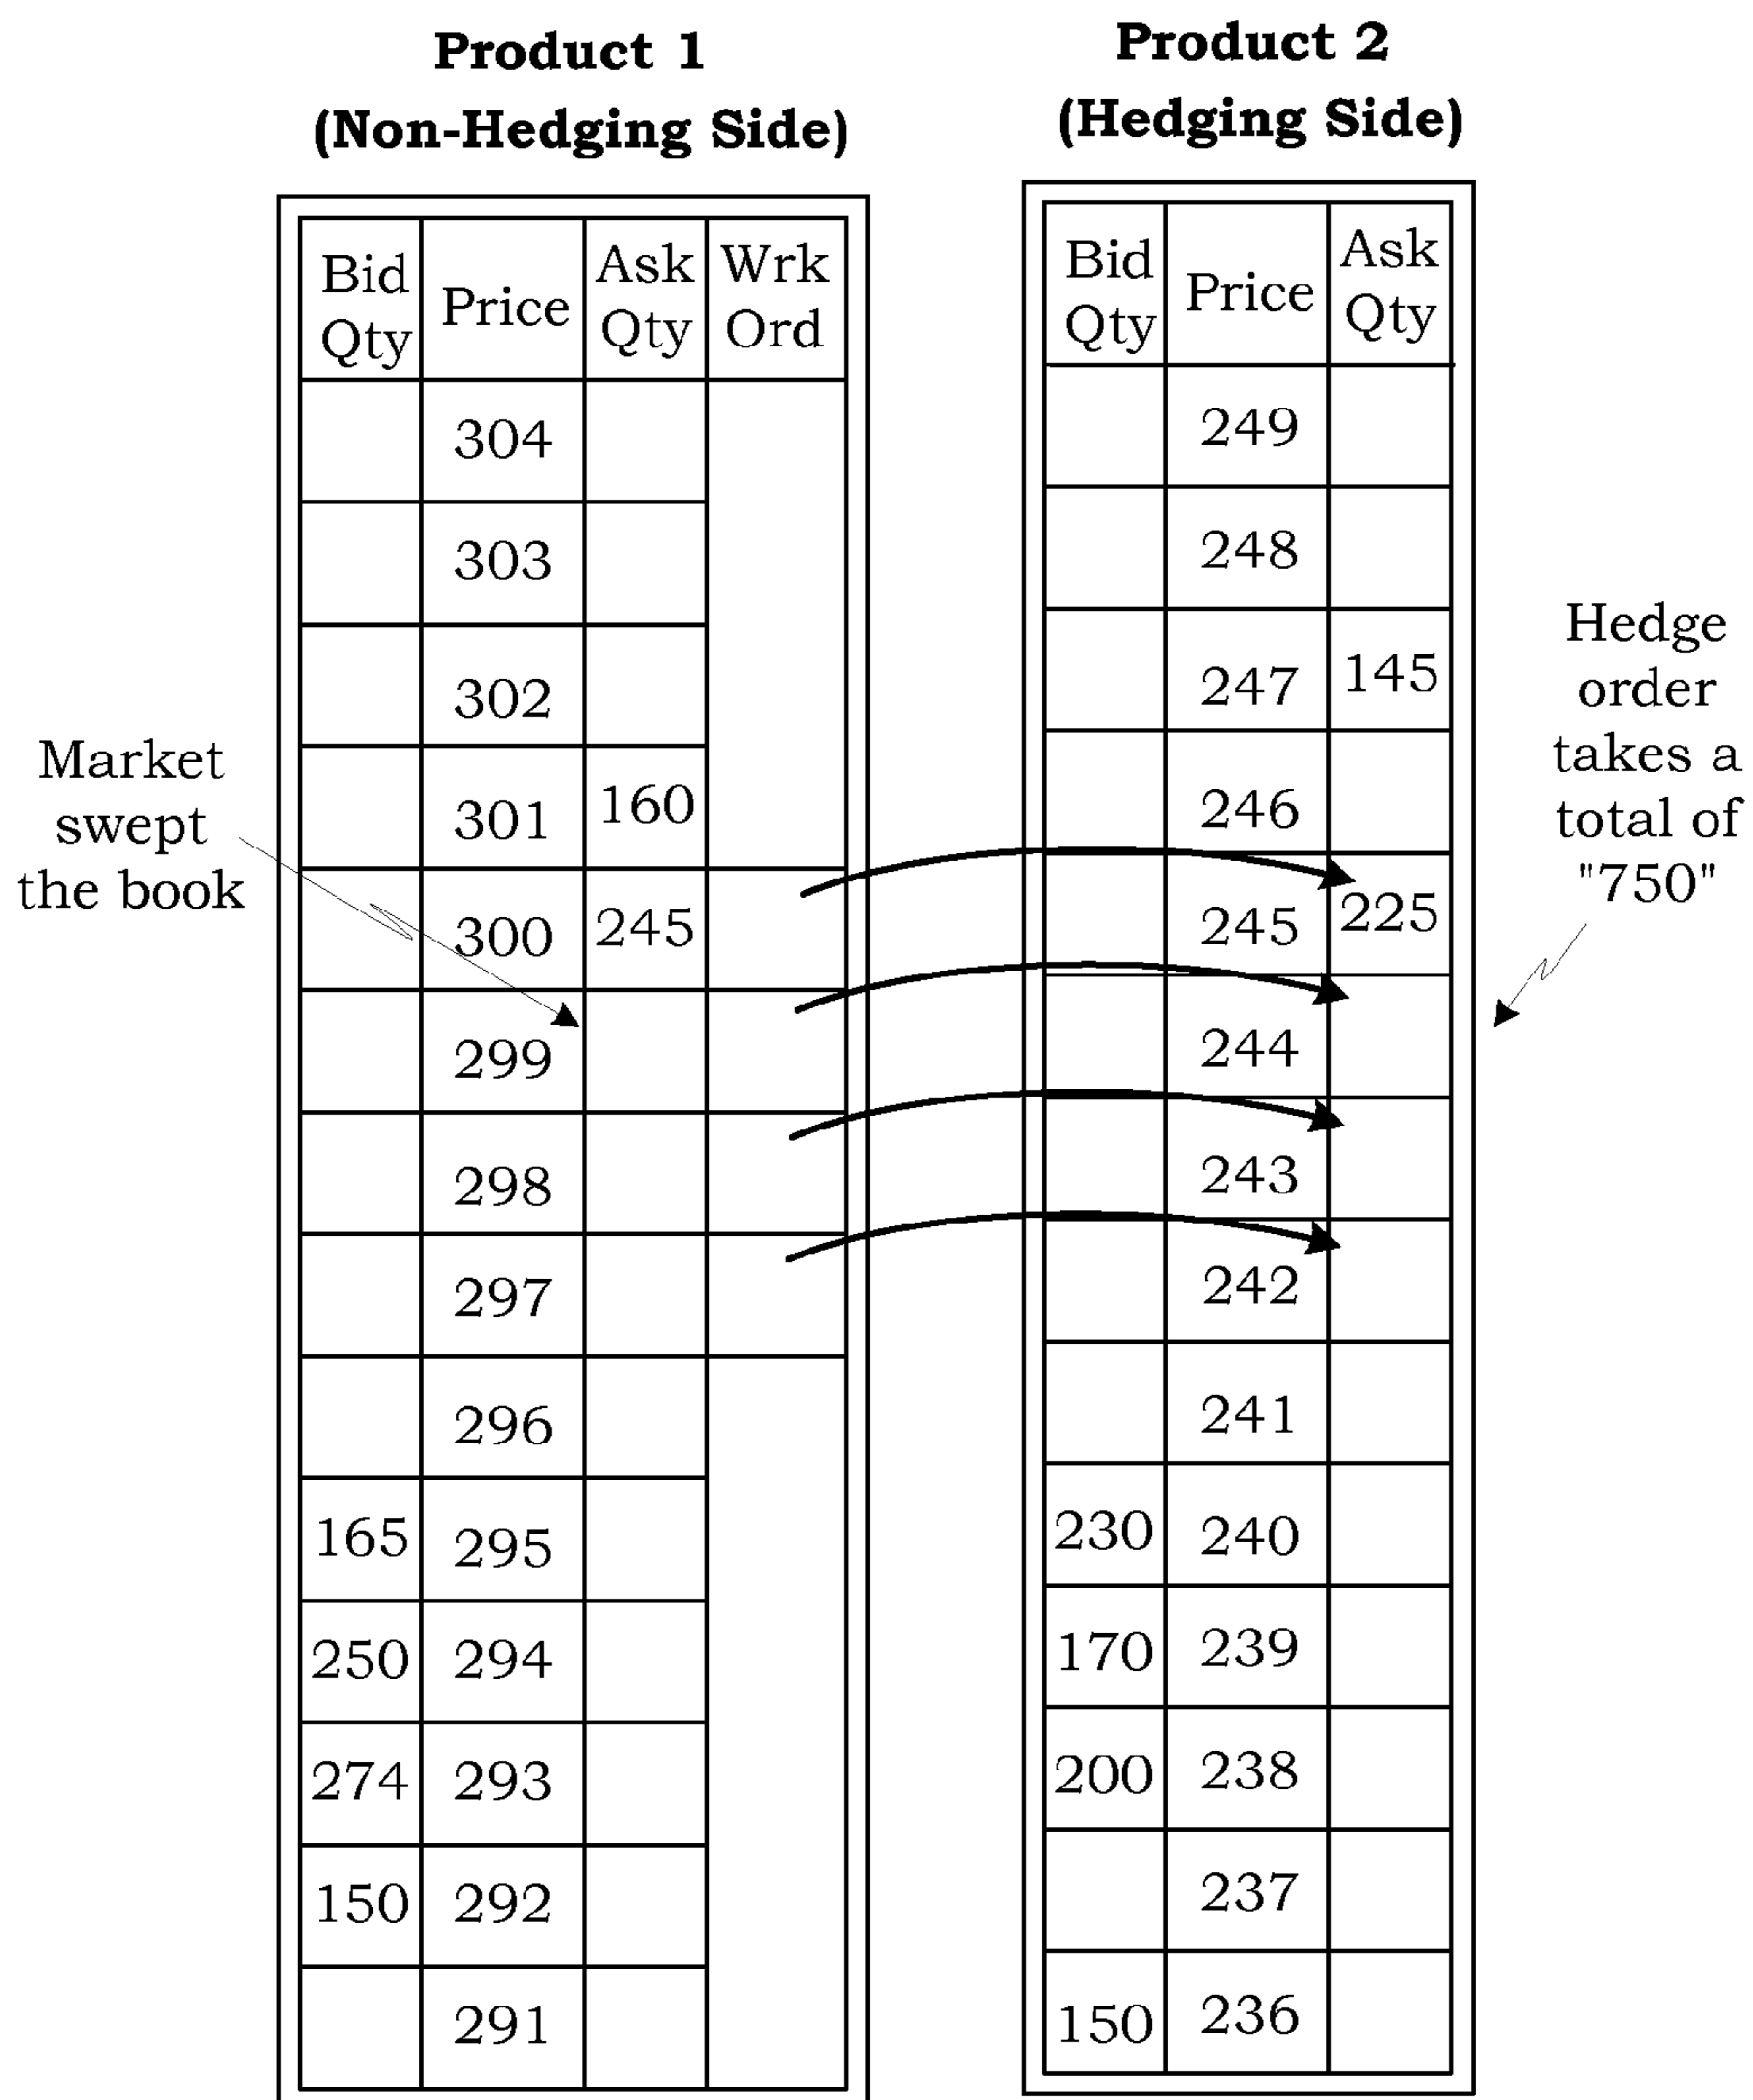 Product 1
(Non-Hedging Side)
Bid Qty Price Ask Qty Wrk Ord
304
303
302
301 160
300 245
299
298
297
296
165 295
250 294
274 293
150 292
291
Market
swept
the book
Product 2
(Hedging Side)
Bid Qty Price Ask Qty
249
248
247 145
246
245 225
244
243
242
241
230 240
170 239
200 238
237
150 236
Hedge
order
takes a
total of
"750"